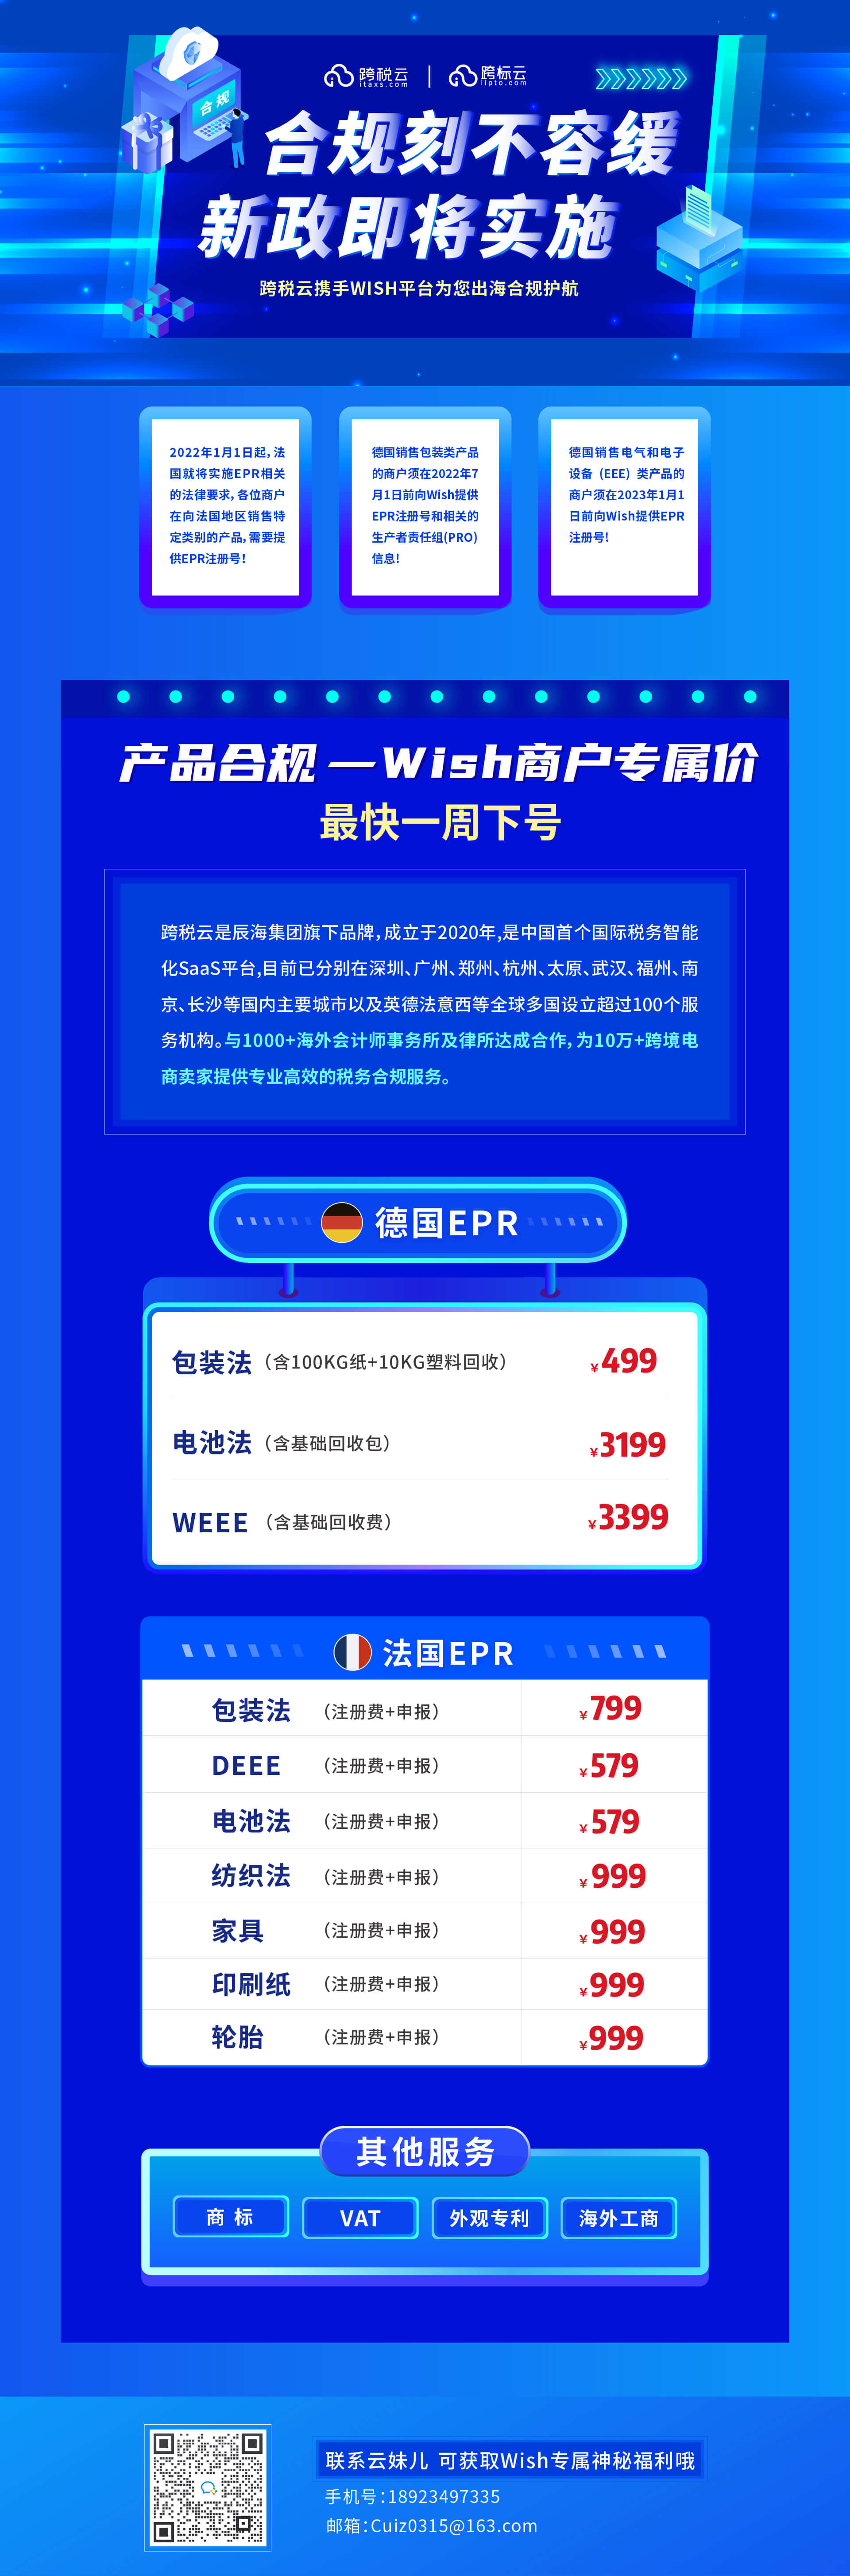 合规
跨税云
itaxs.com
跨标云
iipto.com
合规刻不容缓
新政即将实施
跨税云携手WISH平台为您出海合规护航
2022年1月1日起，法
国就将实施EPR相关
的法律要求，各位商户
在向法国地区销售特
定类别的产品，需要提
供EPR注册号！
德国销售包装类产品
的商户须在2022年7
月1日前向Wish提供
EPR注册号和相关的
生产者责任组(PRO)
信息！
德国销售电气和电子
设备 (EEE) 类产品的
商户须在2023年1月1
日前向Wish提供EPR
注册号！
产品合规 —Wish商户专属价
最快一周下号
跨税云是辰海集团旗下品牌，成立于2020年,是中国首个国际税务智能
化SaaS平台,目前已分别在深圳、广州、郑州、杭州、太原、武汉、福州、南
京、长沙等国内主要城市以及英德法意西等全球多国设立超过100个服
务机构。与1000+海外会计师事务所及律所达成合作，为10万+跨境电
商卖家提供专业高效的税务合规服务。
德国EPR
包装法（含100KG纸+10KG塑料回收） ¥499
电池法（含基础回收包） ¥3199
WEEE （含基础回收费） ¥3399
法国EPR
包装法 （注册费+申报） ¥799
DEEE （注册费+申报） ¥579
电池法 （注册费+申报） ¥579
纺织法 （注册费+申报） ¥999
家具 （注册费+申报） ¥999
印刷纸 （注册费+申报） ¥999
轮胎 （注册费+申报） ¥999
其他服务
商 标
VAT
外观专利
海外工商
联系云妹儿 可获取Wish专属神秘福利哦
手机号：18923497335
邮箱：Cuiz0315@163.com